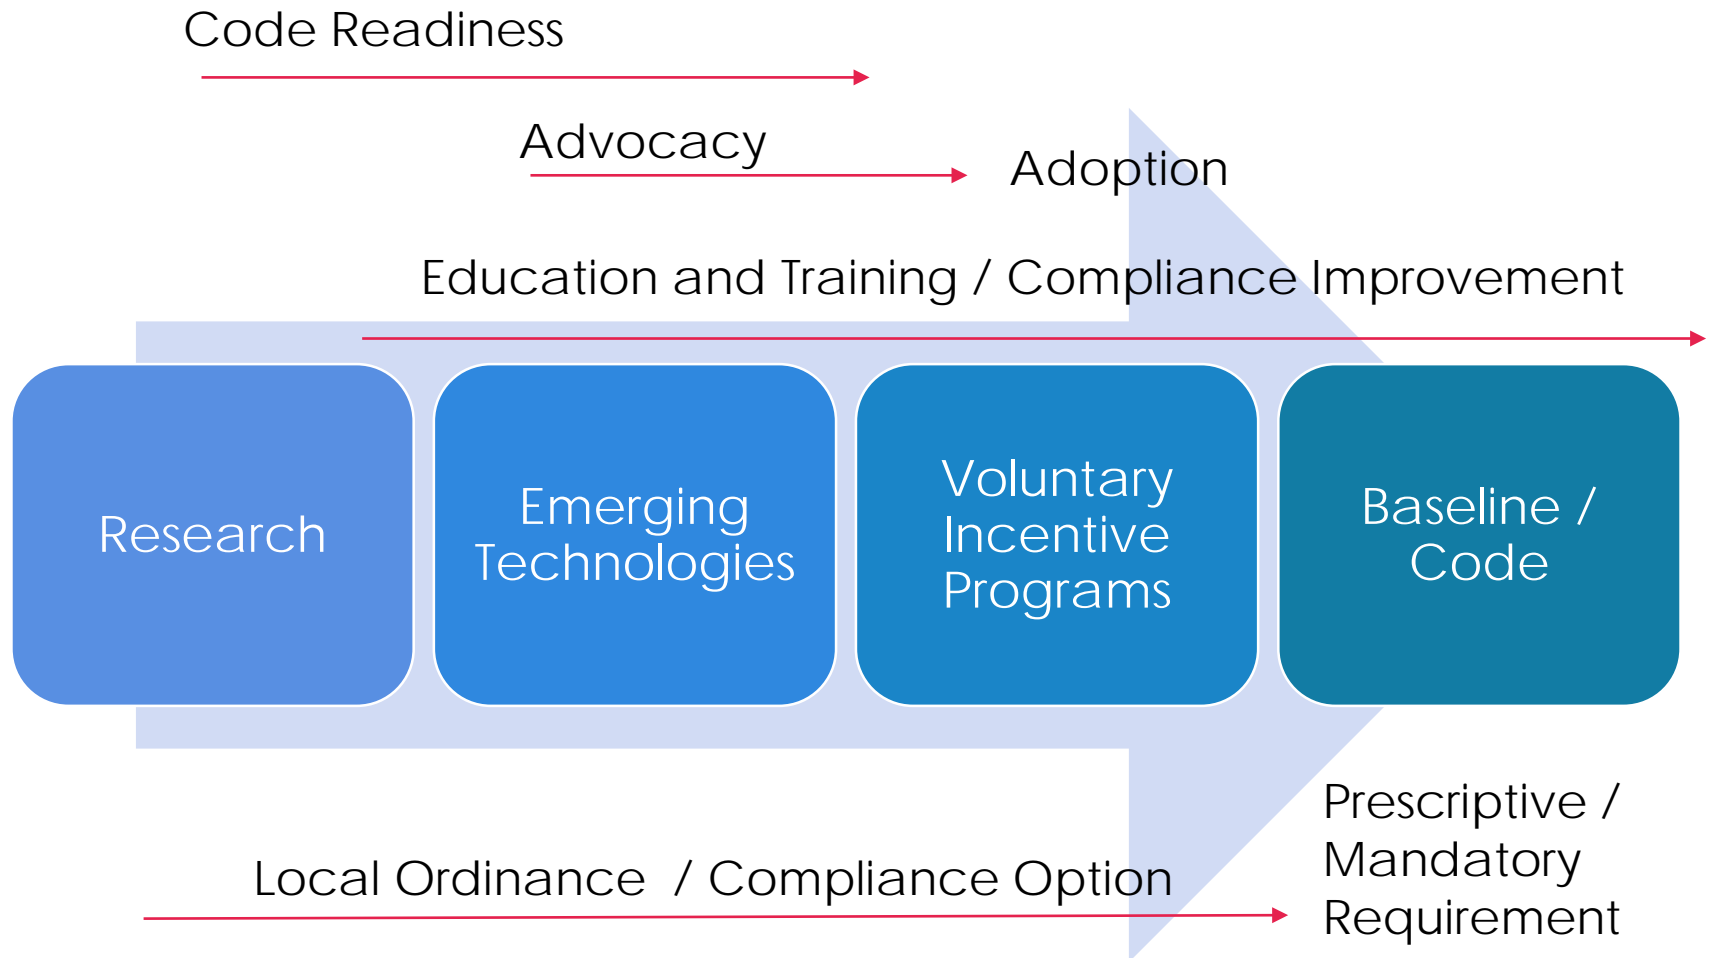 Code Readiness
Advocacy
Adoption
Education and Training / Compliance Improvement
Research
Emerging
Technologies
Voluntary
Incentive
Programs
Baseline /
Code
Local Ordinance / Compliance Option
Prescriptive /
Mandatory
Requirement